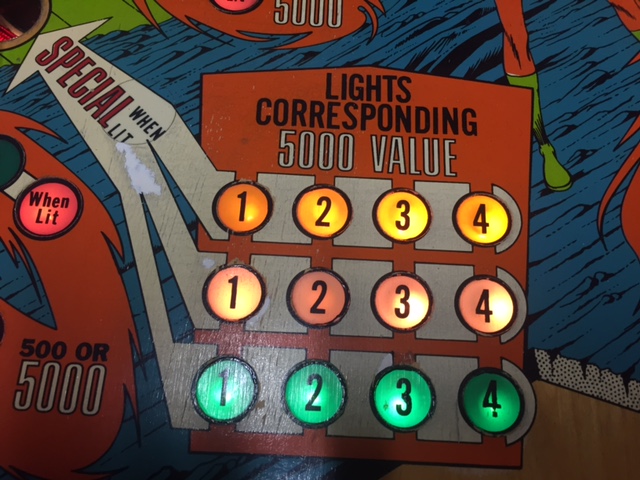 5000
SPECIAL
WHEN
LIT
LIGHTS
CORRESPONDING
5000 VALUE
When
Lit
1 2 3 4
1 2 3 4
1 2 3 4
500 OR
5000